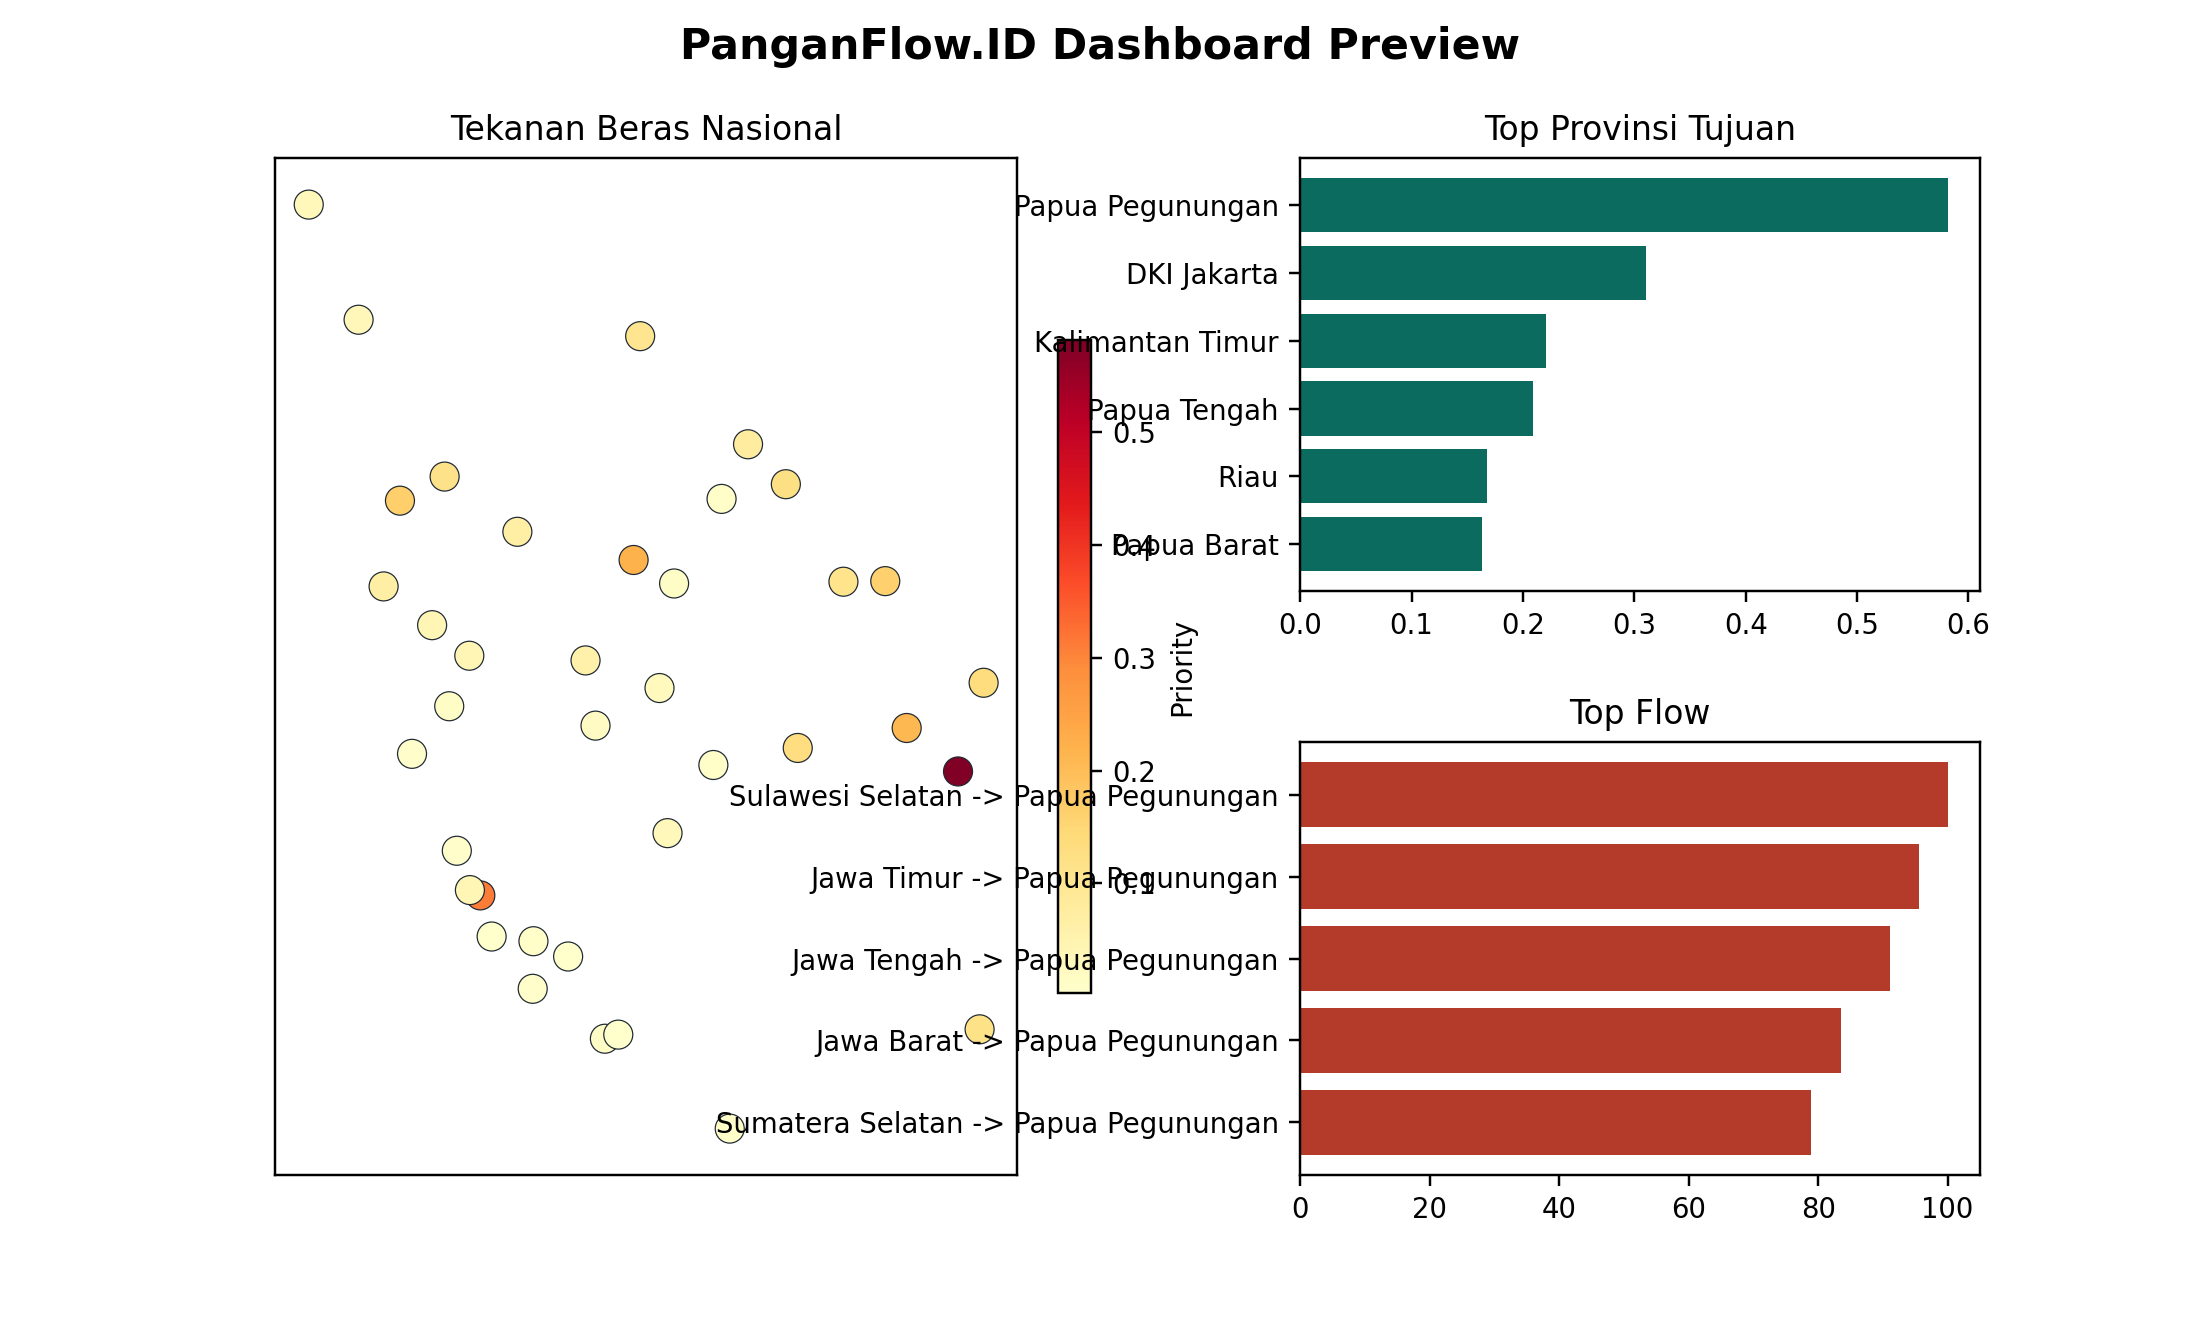 PanganFlow.ID Dashboard Preview
Tekanan Beras Nasional
0.5
0.4
0.3
0.2
0.1
Priority
Top Provinsi Tujuan
Papua Pegunungan
DKI Jakarta
Kalimantan Timur
Papua Tengah
Riau
Papua Barat
0.0 0.1 0.2 0.3 0.4 0.5 0.6
Top Flow
Sulawesi Selatan -> Papua Pegunungan
Jawa Timur -> Papua Pegunungan
Jawa Tengah -> Papua Pegunungan
Jawa Barat -> Papua Pegunungan
Sumatera Selatan -> Papua Pegunungan
0 20 40 60 80 100